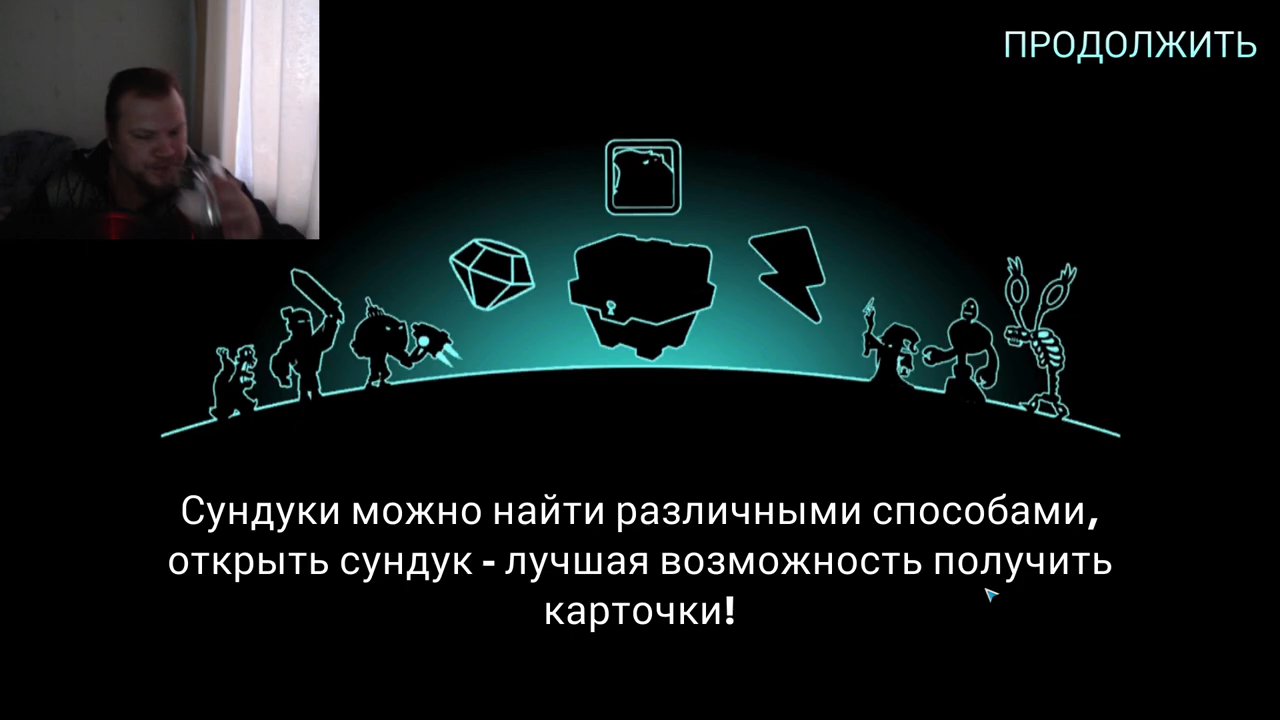 ПРОДОЛЖИТЬ
Сундуки можно найти различными способами,
открыть сундук - лучшая возможность получить
карточки!